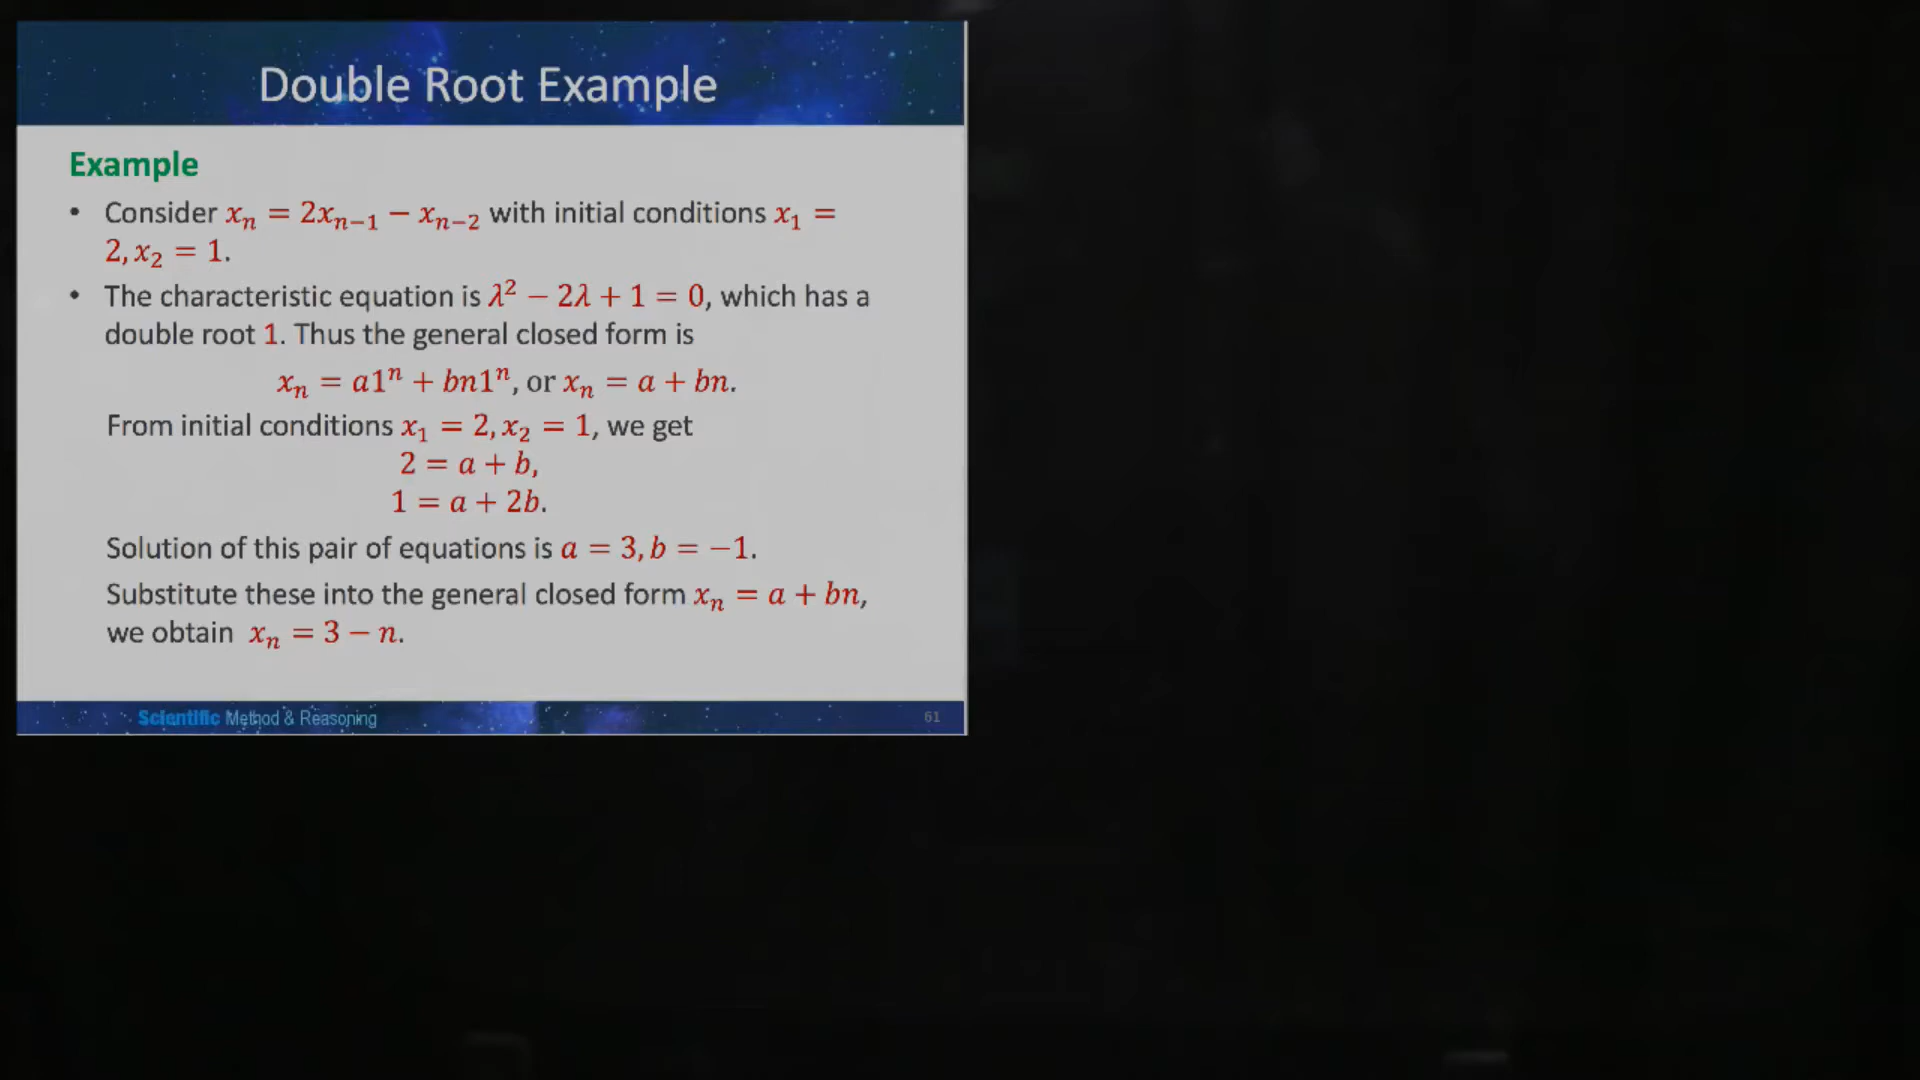 Double Root Example
Example
• Consider xₙ = 2xₙ₋₁ − xₙ₋₂ with initial conditions x₁ =
2, x₂ = 1.
• The characteristic equation is λ² − 2λ + 1 = 0, which has a
double root 1. Thus the general closed form is
xₙ = a1ⁿ + bn1ⁿ, or xₙ = a + bn.
From initial conditions x₁ = 2, x₂ = 1, we get
2 = a + b,
1 = a + 2b.
Solution of this pair of equations is a = 3, b = −1.
Substitute these into the general closed form xₙ = a + bn,
we obtain xₙ = 3 − n.
Scientific Method & Reasoning
61